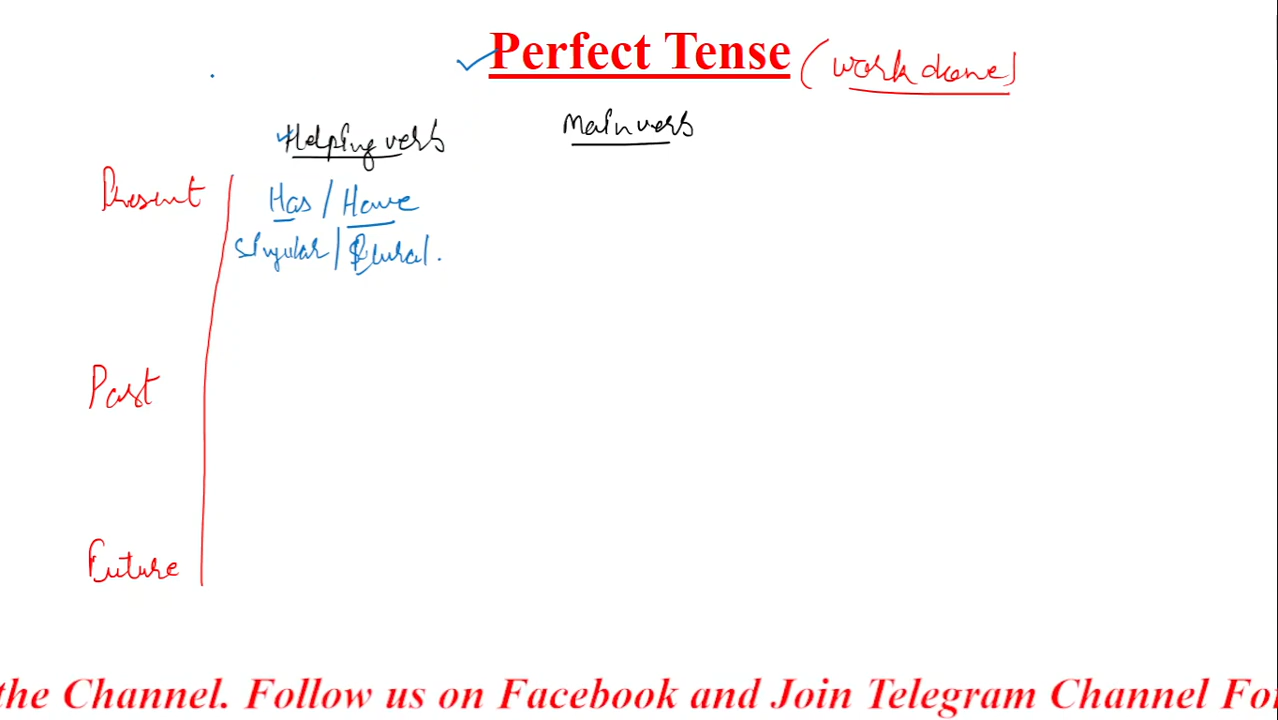 Perfect Tense (work done)
Helping verb Main verb
Present Has / Have
singular / Plural.
Past
Future
the Channel. Follow us on Facebook and Join Telegram Channel For